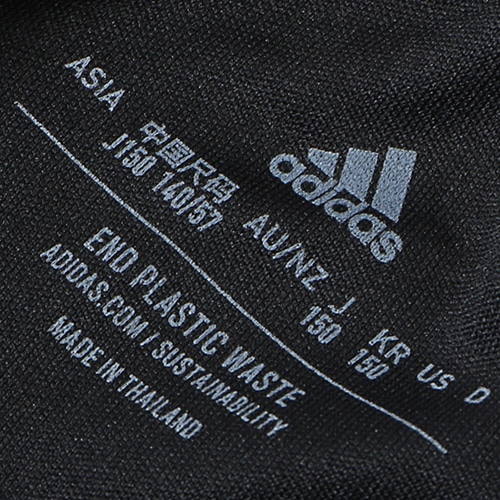 adidas
ASIA 中国尺码 AU/NZ J KR US D
J150 140/57 150 150
END PLASTIC WASTE
ADIDAS.COM/SUSTAINABILITY
MADE IN THAILAND